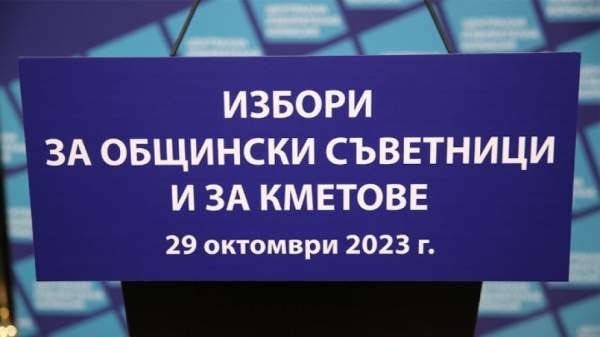 ИЗБОРИ
ЗА ОБЩИНСКИ СЪВЕТНИЦИ
И ЗА КМЕТОВЕ
29 октомври 2023 г.